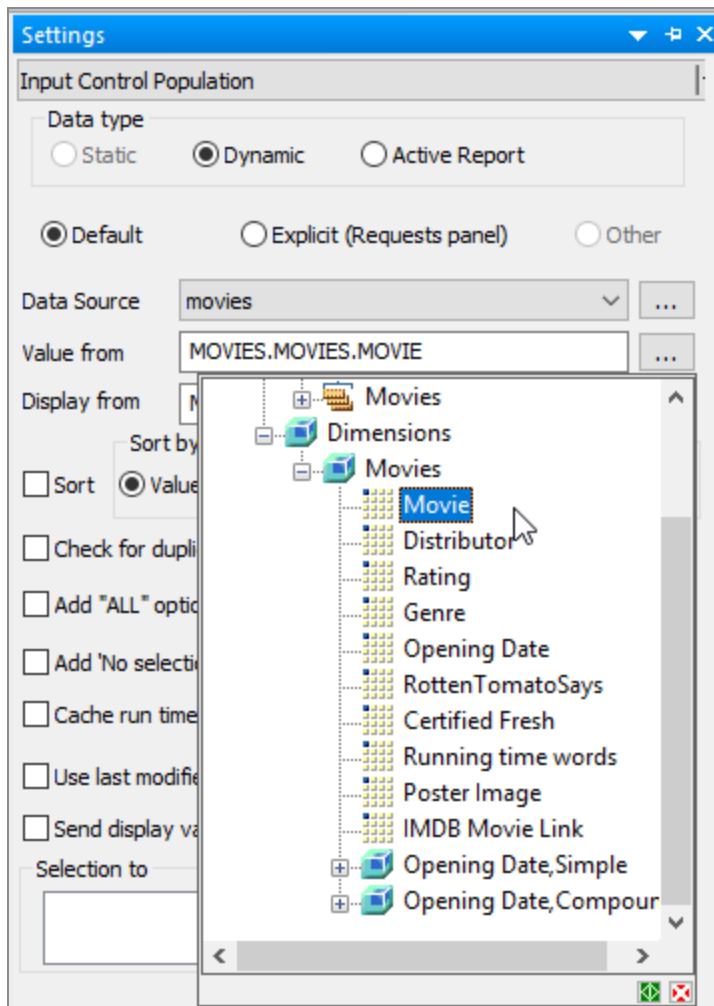 Settings
Input Control Population
Data type
Static Dynamic Active Report
Default Explicit (Requests panel) Other
Data Source movies ...
Value from MOVIES.MOVIES.MOVIE ...
Display from
Movies
Dimensions
Sort by
Movies
Sort Value
Movie
Distributor
Check for dupli
Rating
Add "ALL" optio
Genre
Opening Date
Add 'No selecti
RottenTomatoSays
Cache run time
Certified Fresh
Running time words
Use last modifie
Poster Image
Send display va
IMDB Movie Link
Selection to
Opening Date,Simple
Opening Date,Compour